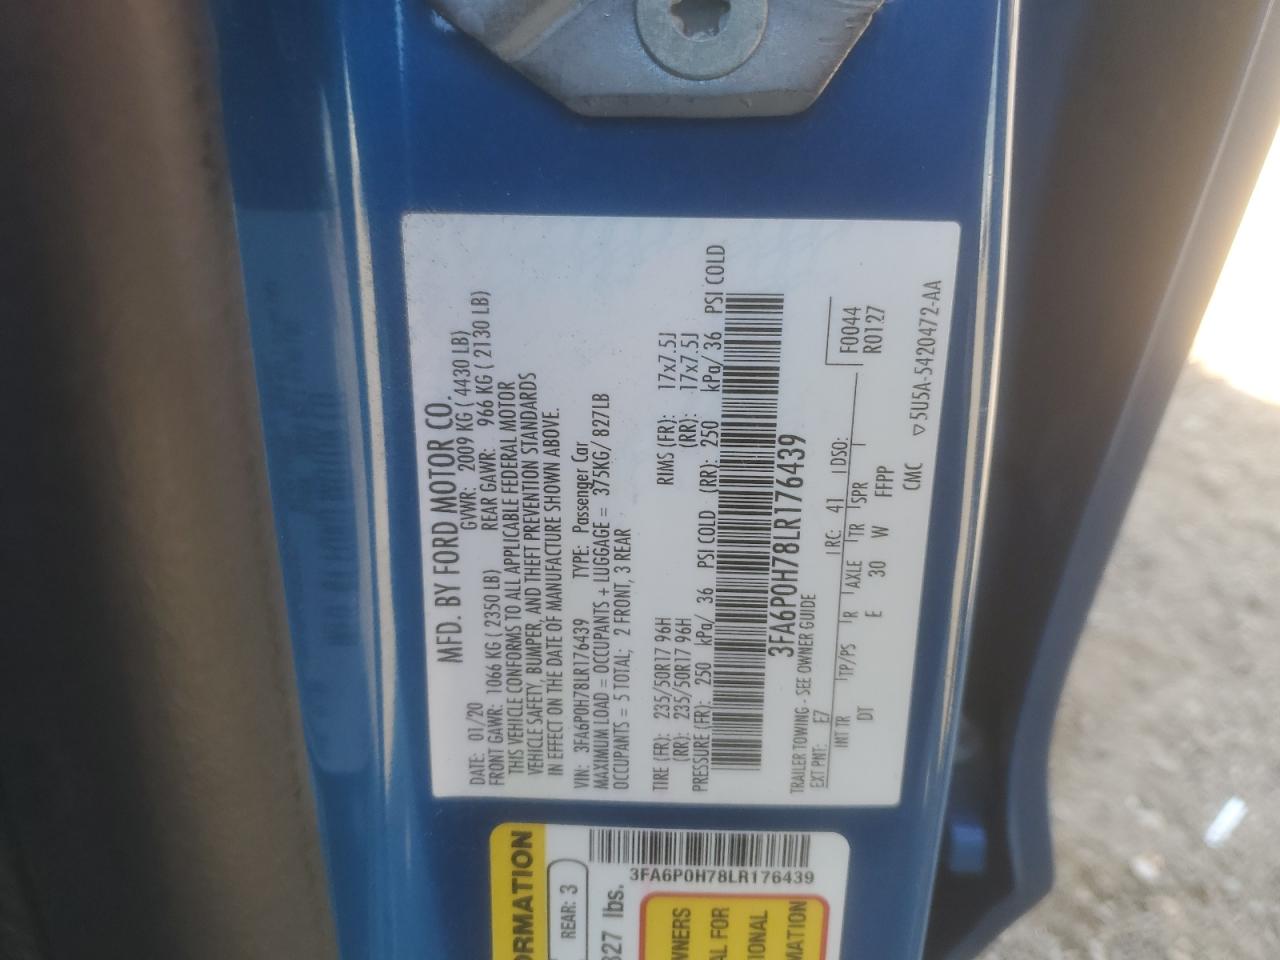 MFD. BY FORD MOTOR CO.
DATE: 01/20 GVWR: 2009 KG ( 4430 LB)
FRONT GAWR: 1066 KG ( 2350 LB) REAR GAWR: 966 KG ( 2130 LB)
THIS VEHICLE CONFORMS TO ALL APPLICABLE FEDERAL MOTOR
VEHICLE SAFETY, BUMPER, AND THEFT PREVENTION STANDARDS
IN EFFECT ON THE DATE OF MANUFACTURE SHOWN ABOVE.
VIN: 3FA6P0H78LR176439 TYPE: Passenger Car
MAXIMUM LOAD = OCCUPANTS + LUGGAGE = 375KG/ 827LB
OCCUPANTS = 5 TOTAL; 2 FRONT, 3 REAR
TIRE (FR): 235/50R17 96H RIMS (FR): 17x7.5J
(RR): 235/50R17 96H (RR): 17x7.5J
PRESSURE (FR): 250 kPa/ 36 PSI COLD (RR): 250 kPa/ 36 PSI COLD
3FA6P0H78LR176439
TRAILER TOWING - SEE OWNER GUIDE
EXT PNT: E7 RC: 41 DSO: F0044
R0127
INT TR TP/PS R AXLE TR SPR
DT E 30 W FFPP
CMC
▽5U5A-5420472-AA
ORMATION
REAR: 3
827 lbs.
3FA6P0H78LR176439
WNERS
AL FOR
IONAL
MATION